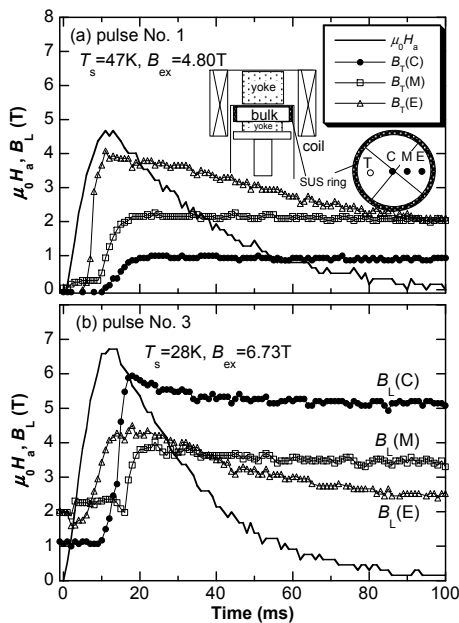 (a) pulse No. 1
T_s=47K, B_ex=4.80T
μ₀Hₐ
B_T(C)
B_T(M)
B_T(E)
yoke
bulk
yoke
coil
SUS ring
T
C M E
μ₀Hₐ, B_L (T)
8
7
6
5
4
3
2
1
0
(b) pulse No. 3
T_s=28K, B_ex=6.73T
B_L(C)
B_L(M)
B_L(E)
μ₀Hₐ, B_L (T)
7
6
5
4
3
2
1
0
0 20 40 60 80 100
Time (ms)